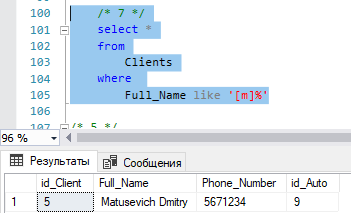 100 /* 7 */
101 select *
102 from
103 Clients
104 where
105 Full_Name like '[m]%'
106
107 /* 5 */
96 %
Результаты Сообщения
id_Client Full_Name Phone_Number id_Auto
1 5 Matusevich Dmitry 5671234 9